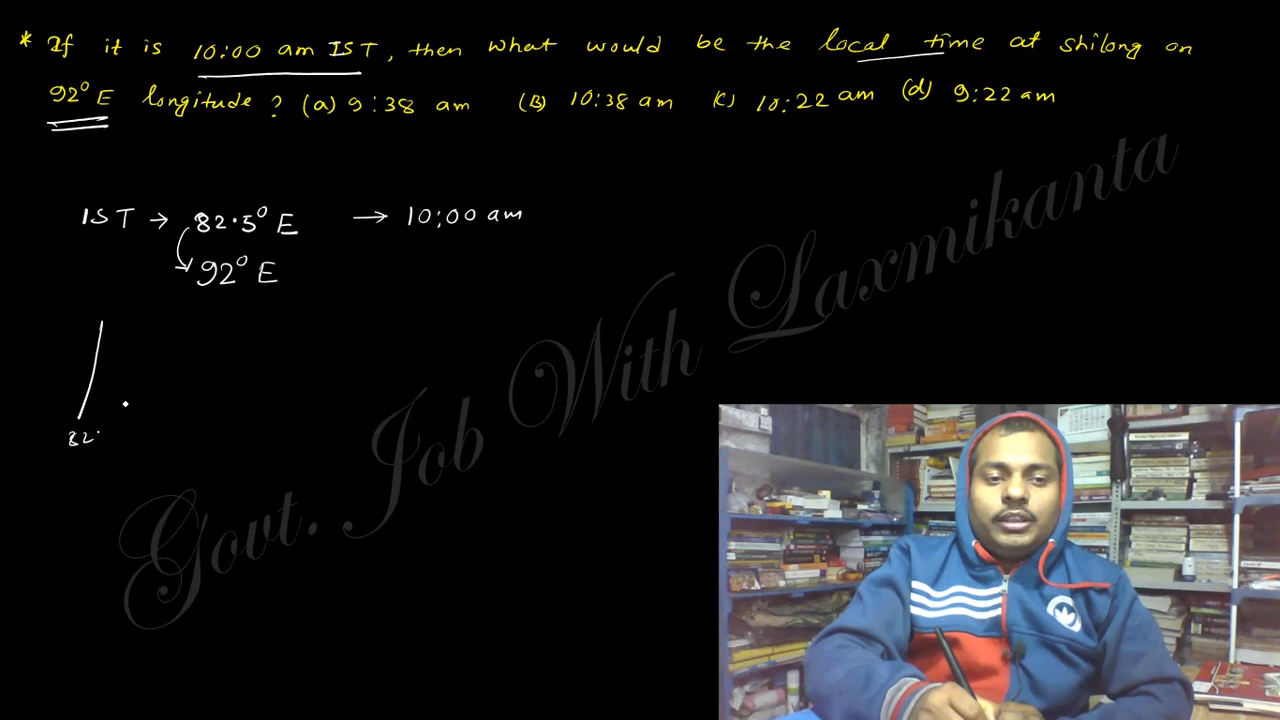 * If it is 10:00 am IST, then what would be the local time at shilong on
92° E longitude? (a) 9:38 am (B) 10:38 am (c) 10:22 am (d) 9:22 am
IST → 82.5° E → 10:00 am
92° E
82.
Govt. Job With Laxmikanta